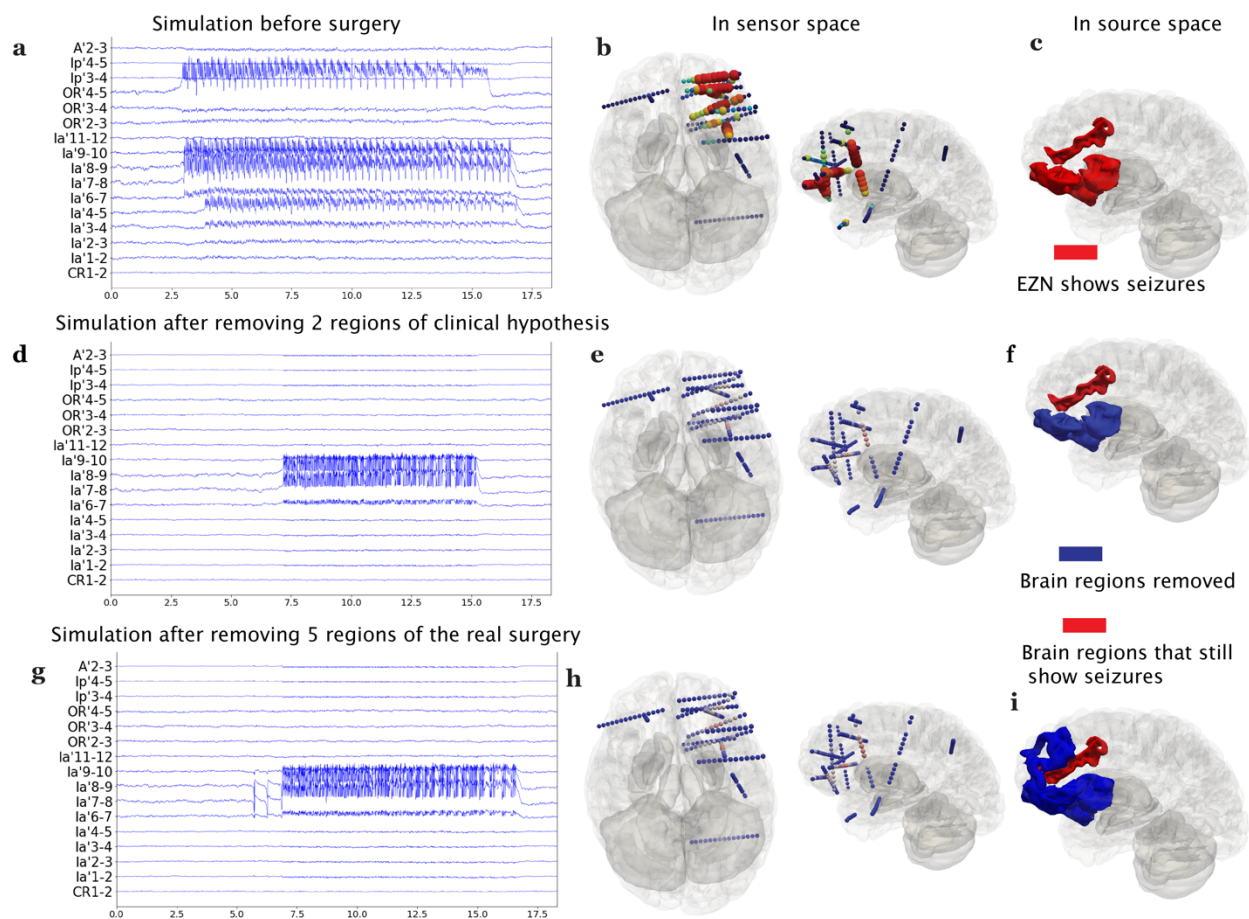 Simulation before surgery
In sensor space
In source space
a
b
c
A'2-3
Ip'4-5
Ip'3-4
OR'4-5
OR'3-4
OR'2-3
Ia'11-12
Ia'9-10
Ia'8-9
Ia'7-8
Ia'6-7
Ia'4-5
Ia'3-4
Ia'2-3
Ia'1-2
CR1-2
0.0 2.5 5.0 7.5 10.0 12.5 15.0 17.5
EZN shows seizures
Simulation after removing 2 regions of clinical hypothesis
d
e
f
A'2-3
Ip'4-5
Ip'3-4
OR'4-5
OR'3-4
OR'2-3
Ia'11-12
Ia'9-10
Ia'8-9
Ia'7-8
Ia'6-7
Ia'4-5
Ia'3-4
Ia'2-3
Ia'1-2
CR1-2
0.0 2.5 5.0 7.5 10.0 12.5 15.0 17.5
Brain regions removed
Brain regions that still
show seizures
Simulation after removing 5 regions of the real surgery
g
h
i
A'2-3
Ip'4-5
Ip'3-4
OR'4-5
OR'3-4
OR'2-3
Ia'11-12
Ia'9-10
Ia'8-9
Ia'7-8
Ia'6-7
Ia'4-5
Ia'3-4
Ia'2-3
Ia'1-2
CR1-2
0.0 2.5 5.0 7.5 10.0 12.5 15.0 17.5